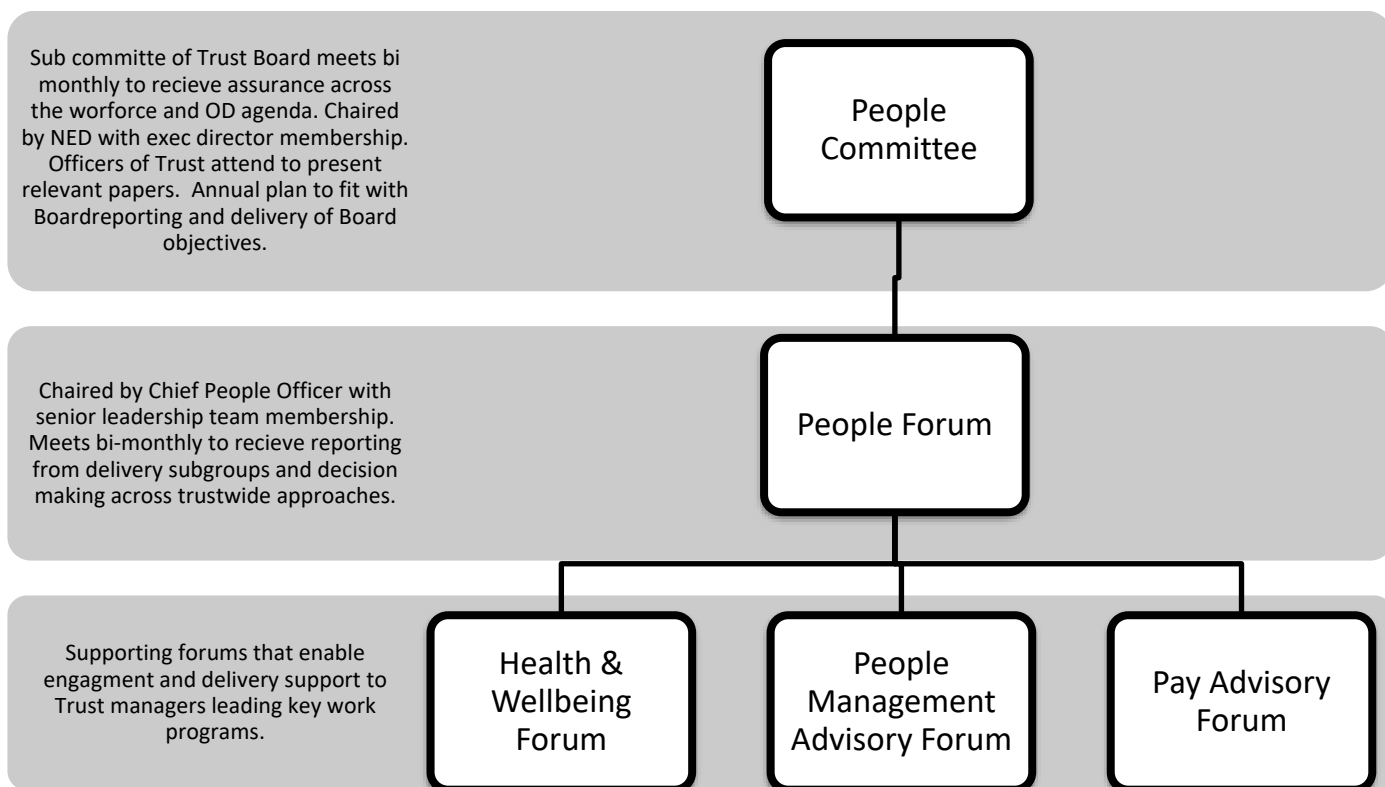 Sub committe of Trust Board meets bi
monthly to recieve assurance across
the worforce and OD agenda. Chaired
by NED with exec director membership.
Officers of Trust attend to present
relevant papers.  Annual plan to fit with
Boardreporting and delivery of Board
objectives.
People
Committee
Chaired by Chief People Officer with
senior leadership team membership.
Meets bi-monthly to recieve reporting
from delivery subgroups and decision
making across trustwide approaches.
People Forum
Supporting forums that enable
engagment and delivery support to
Trust managers leading key work
programs.
Health &
Wellbeing
Forum
People
Management
Advisory Forum
Pay Advisory
Forum